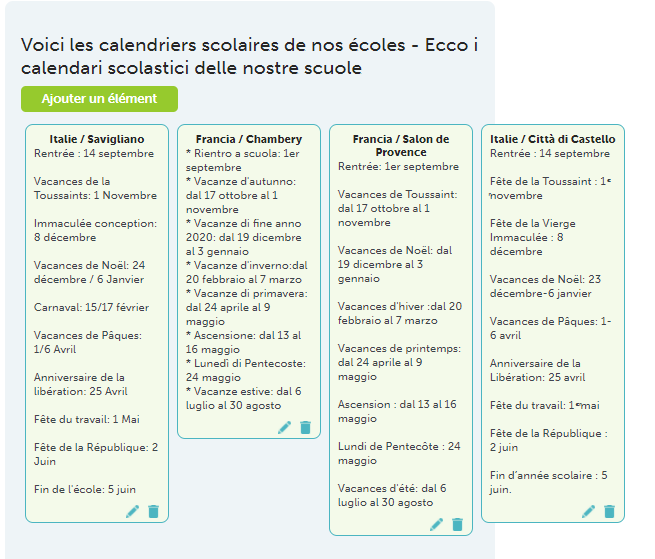 Voici les calendriers scolaires de nos écoles - Ecco i
calendari scolastici delle nostre scuole
Ajouter un élément
Italie / Savigliano
Rentrée : 14 septembre
Vacances de la
Toussaints: 1 Novembre
Immaculée conception:
8 décembre
Vacances de Noël: 24
décembre / 6 Janvier
Carnaval: 15/17 février
Vacances de Pâques:
1/6 Avril
Anniversaire de la
libération: 25 Avril
Fête du travail: 1 Mai
Fête de la République: 2
Juin
Fin de l'école: 5 juin
Francia / Chambery
* Rientro a scuola: 1er
septembre
* Vacanze d'autunno:
dal 17 ottobre al 1
novembre
* Vacanze di fine anno
2020: dal 19 dicembre
al 3 gennaio
* Vacanze d'inverno:dal
20 febbraio al 7 marzo
* Vacanze di primavera:
dal 24 aprile al 9
maggio
* Ascensione: dal 13 al
16 maggio
* Lunedì di Pentecoste:
24 maggio
* Vacanze estive: dal 6
luglio al 30 agosto
Francia / Salon de
Provence
Rentrée: 1er septembre
Vacances de Toussaint:
dal 17 ottobre al 1
novembre
Vacances de Noël: dal
19 dicembre al 3
gennaio
Vacances d'hiver :dal 20
febbraio al 7 marzo
Vacances de printemps:
dal 24 aprile al 9
maggio
Ascension : dal 13 al 16
maggio
Lundi de Pentecôte : 24
maggio
Vacances d'été: dal 6
luglio al 30 agosto
Italie / Città di Castello
Rentrée : 14 septembre
Fête de la Toussaint : 1er
novembre
Fête de la Vierge
Immaculée : 8
décembre
Vacances de Noël: 23
décembre-6 janvier
Vacances de Pâques: 1-
6 avril
Anniversaire de la
Libération: 25 avril
Fête du travail: 1er mai
Fête de la République :
2 juin
Fin d'année scolaire : 5
juin.